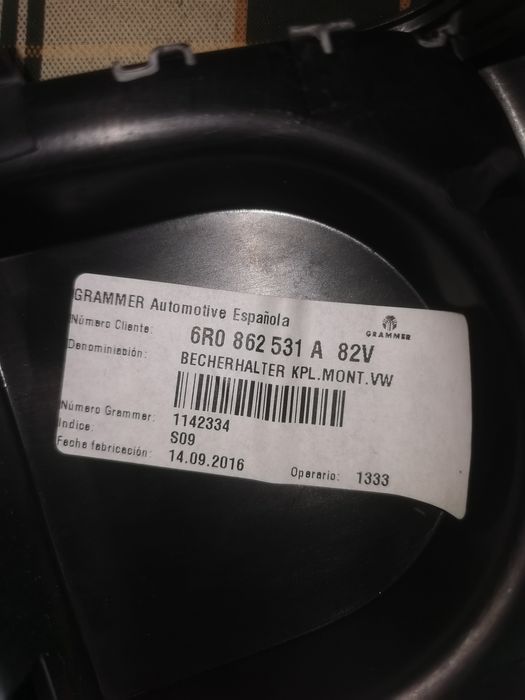 GRAMMER Automotive Española
GRAMMER
Número Cliente: 6R0 862 531 A 82V
Denominación: BECHERHALTER KPL.MONT.VW
Número Grammer: 1142334
Indice: S09
Fecha fabricación: 14.09.2016 Operario: 1333